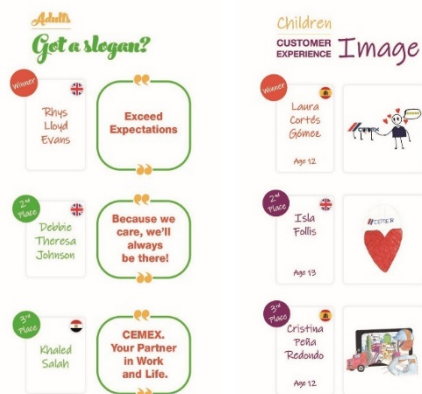 Adults
Got a slogan?
Winner
Rhys
Lloyd
Evans
Exceed
Expectations
2nd
Place
Debbie
Theresa
Johnson
Because we
care, we'll
always
be there!
3rd
Place
Khaled
Salah
CEMEX.
Your Partner
in Work
and Life.
Children
CUSTOMER
EXPERIENCE Image
Winner
Laura
Cortés
Gómez
Age 12
CEMEX
2nd
Place
Isla
Follis
Age 13
CEMEX
3rd
Place
Cristina
Peña
Redondo
Age 12